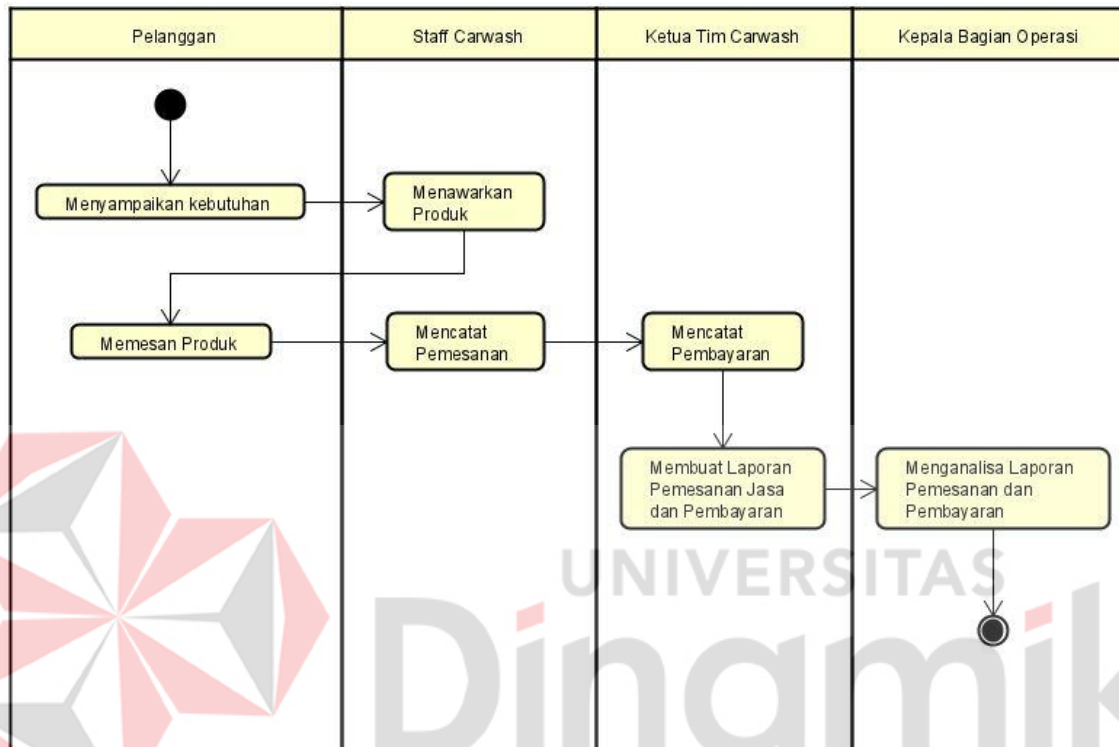 Pelanggan
Staff Carwash
Ketua Tim Carwash
Kepala Bagian Operasi
Menyampaikan kebutuhan
Menawarkan
Produk
Memesan Produk
Mencatat
Pemesanan
Mencatat
Pembayaran
Membuat Laporan
Pemesanan Jasa
dan Pembayaran
Menganalisa Laporan
Pemesanan dan
Pembayaran
UNIVERSITAS
Dinamik